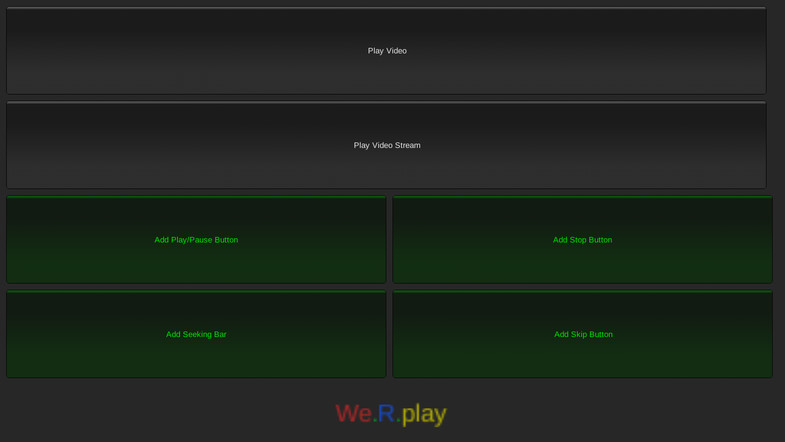 Play Video
Play Video Stream
Add Play/Pause Button
Add Stop Button
Add Seeking Bar
Add Skip Button
We.R.play